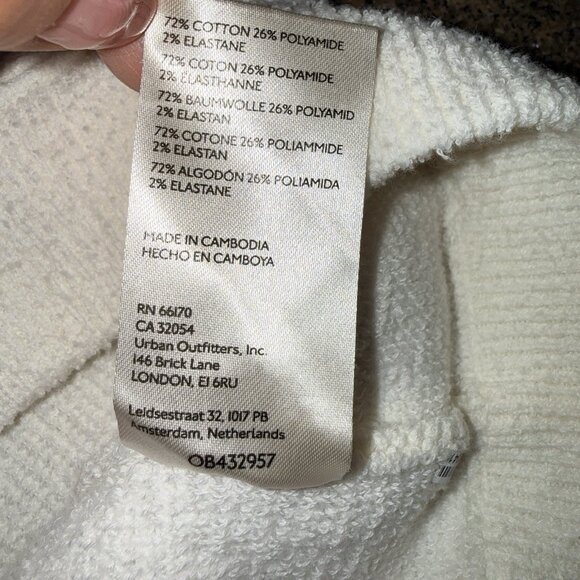 72% COTTON 26% POLYAMIDE
2% ELASTANE
72% COTON 26% POLYAMIDE
2% ELASTHANNE
72% BAUMWOLLE 26% POLYAMID
2% ELASTAN
72% COTONE 26% POLIAMMIDE
2% ELASTAN
72% ALGODÓN 26% POLIAMIDA
2% ELASTANE
MADE IN CAMBODIA
HECHO EN CAMBOYA
RN 66170
CA 32054
Urban Outfitters, Inc.
146 Brick Lane
LONDON, E1 6RU
Leidsestraat 32, 1017 PB
Amsterdam, Netherlands
OB432957